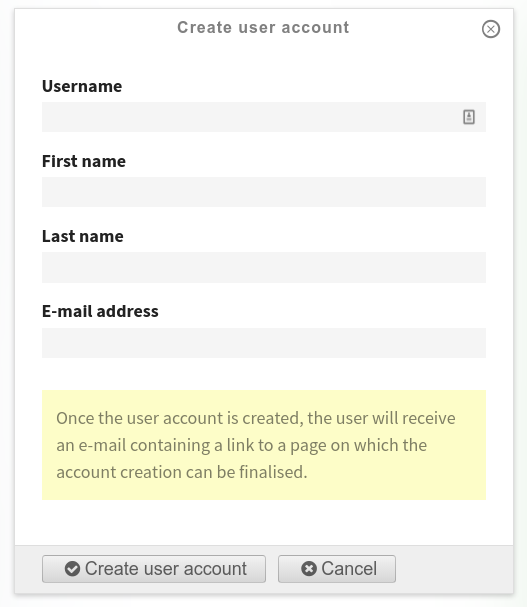 Create user account
Username
First name
Last name
E-mail address
Once the user account is created, the user will receive
an e-mail containing a link to a page on which the
account creation can be finalised.
Create user account
Cancel